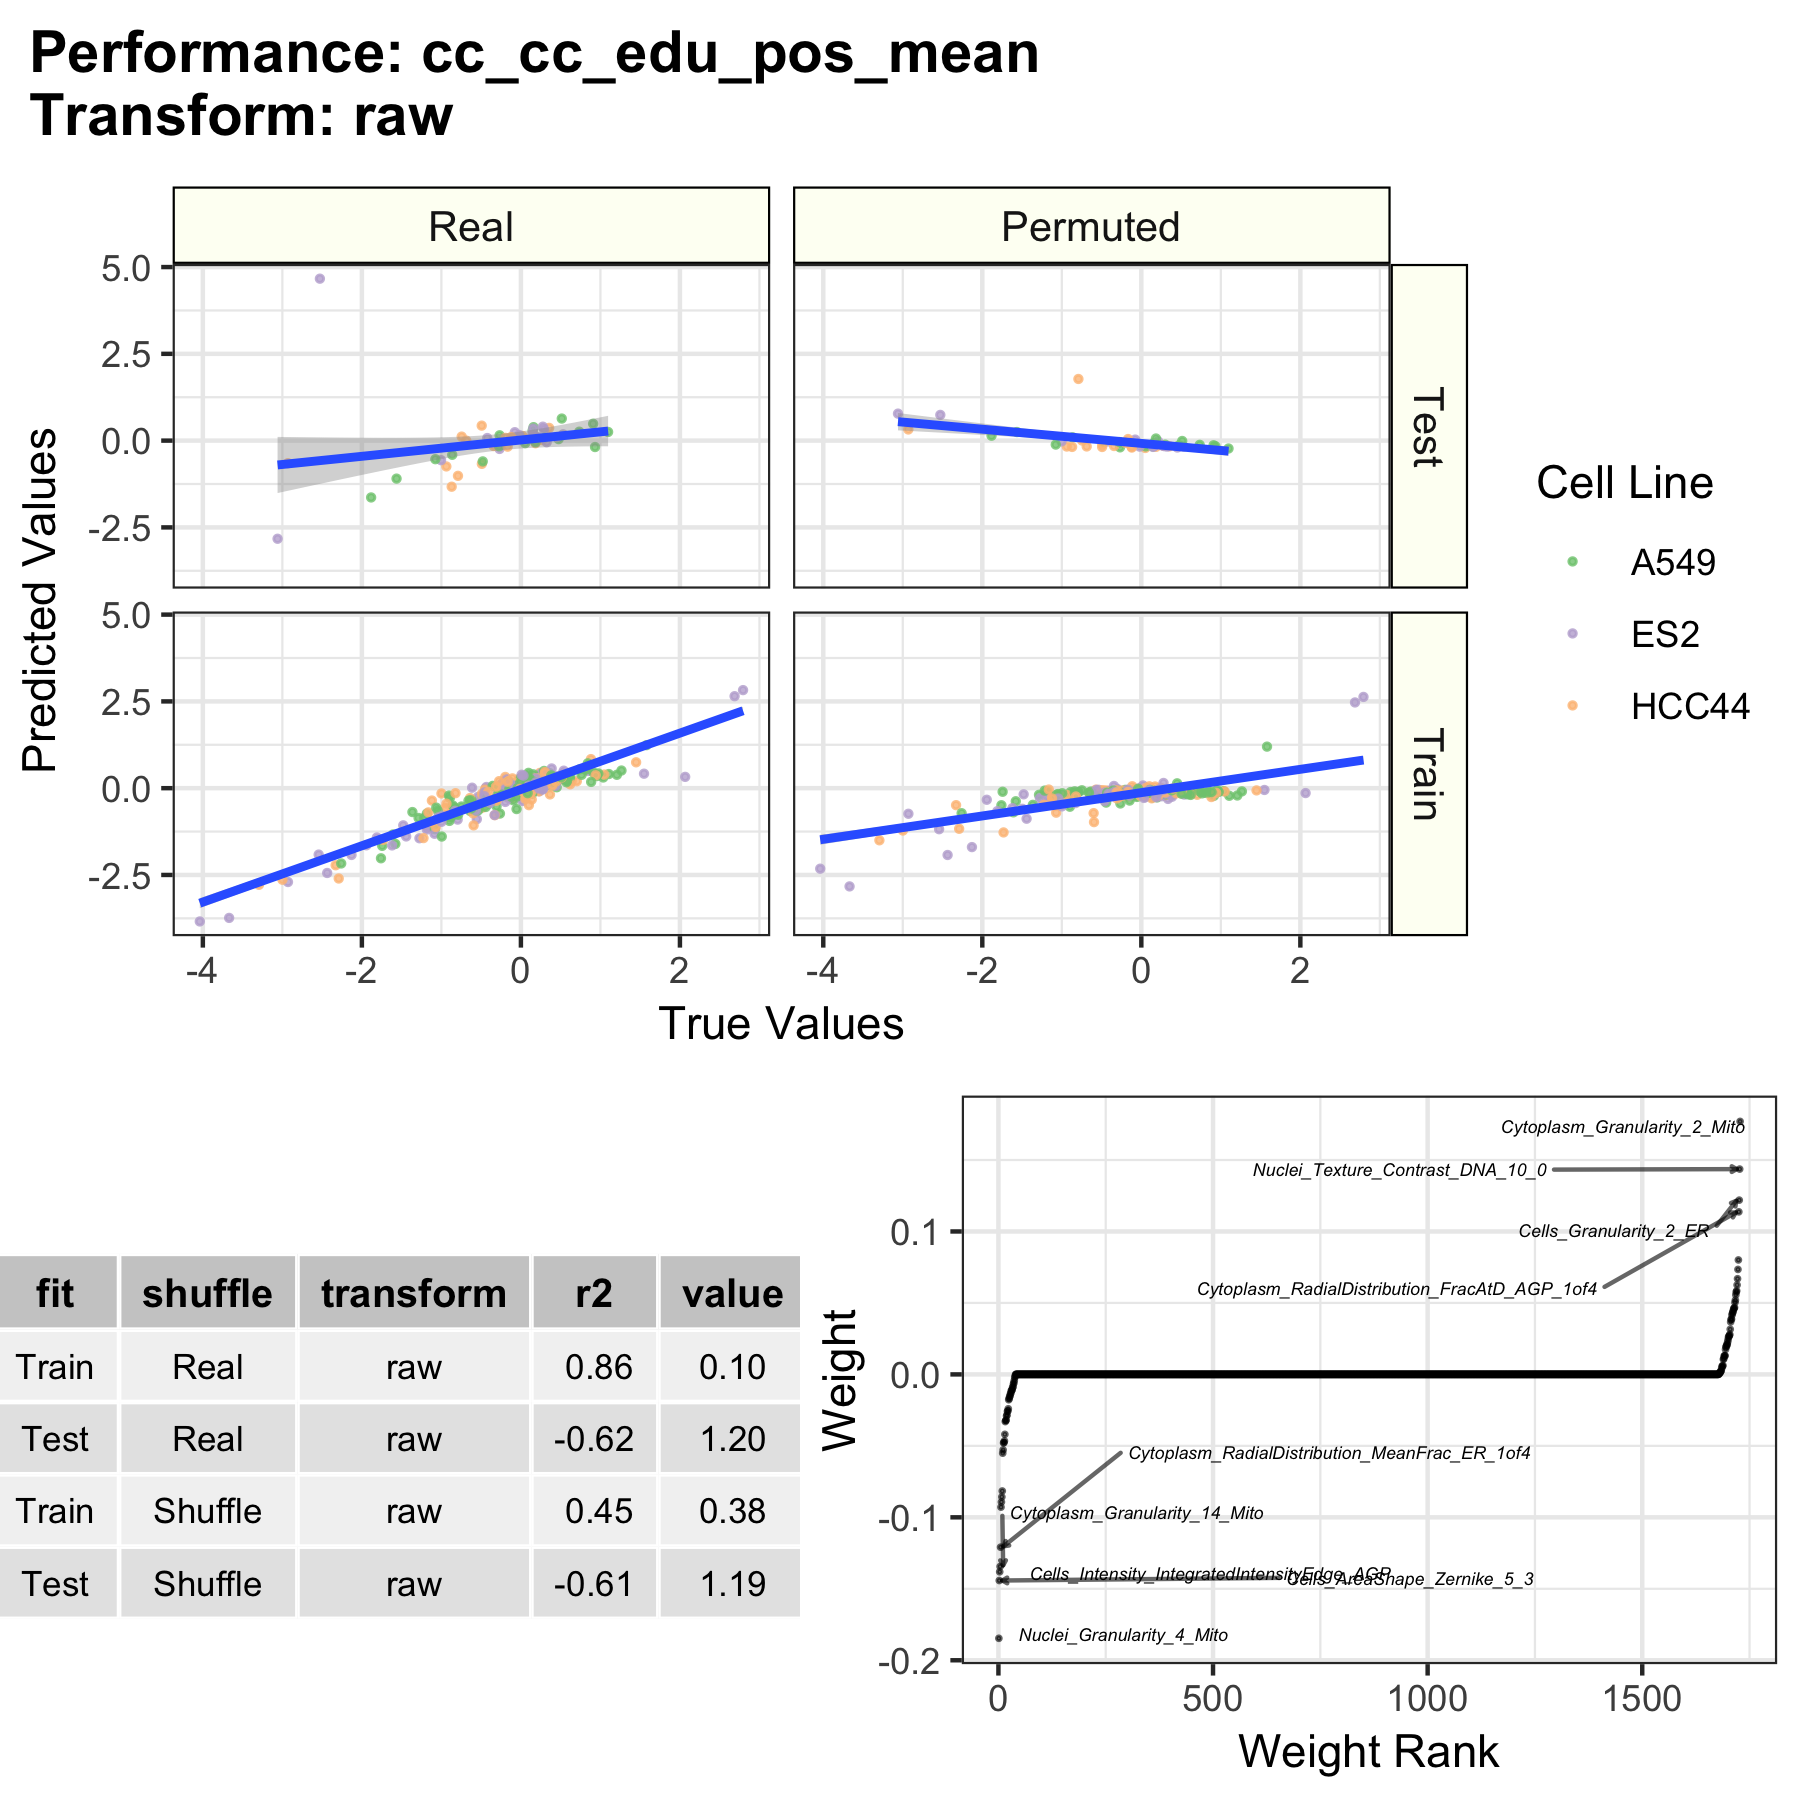 Performance: cc_cc_edu_pos_mean
Transform: raw
Real
Permuted
5.0
2.5
0.0
-2.5
Test
5.0
2.5
0.0
-2.5
Train
Predicted Values
-4
-2
0
2
-4
-2
0
2
True Values
Cell Line
A549
ES2
HCC44
fit shuffle transform r2 value
Train Real raw 0.86 0.10
Test Real raw -0.62 1.20
Train Shuffle raw 0.45 0.38
Test Shuffle raw -0.61 1.19
Weight
0.1
0.0
-0.1
-0.2
Cytoplasm_Granularity_2_Mito
Nuclei_Texture_Contrast_DNA_10_0
Cells_Granularity_2_ER
Cytoplasm_RadialDistribution_FracAtD_AGP_1of4
Cytoplasm_RadialDistribution_MeanFrac_ER_1of4
Cytoplasm_Granularity_14_Mito
Cells_Intensity_IntegratedIntensityEdge_AGP
Cells_AreaShape_Zernike_5_3
Nuclei_Granularity_4_Mito
0
500
1000
1500
Weight Rank